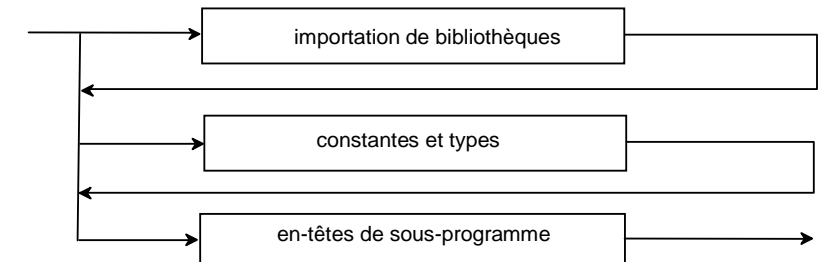 importation de bibliothèques
constantes et types
en-têtes de sous-programme